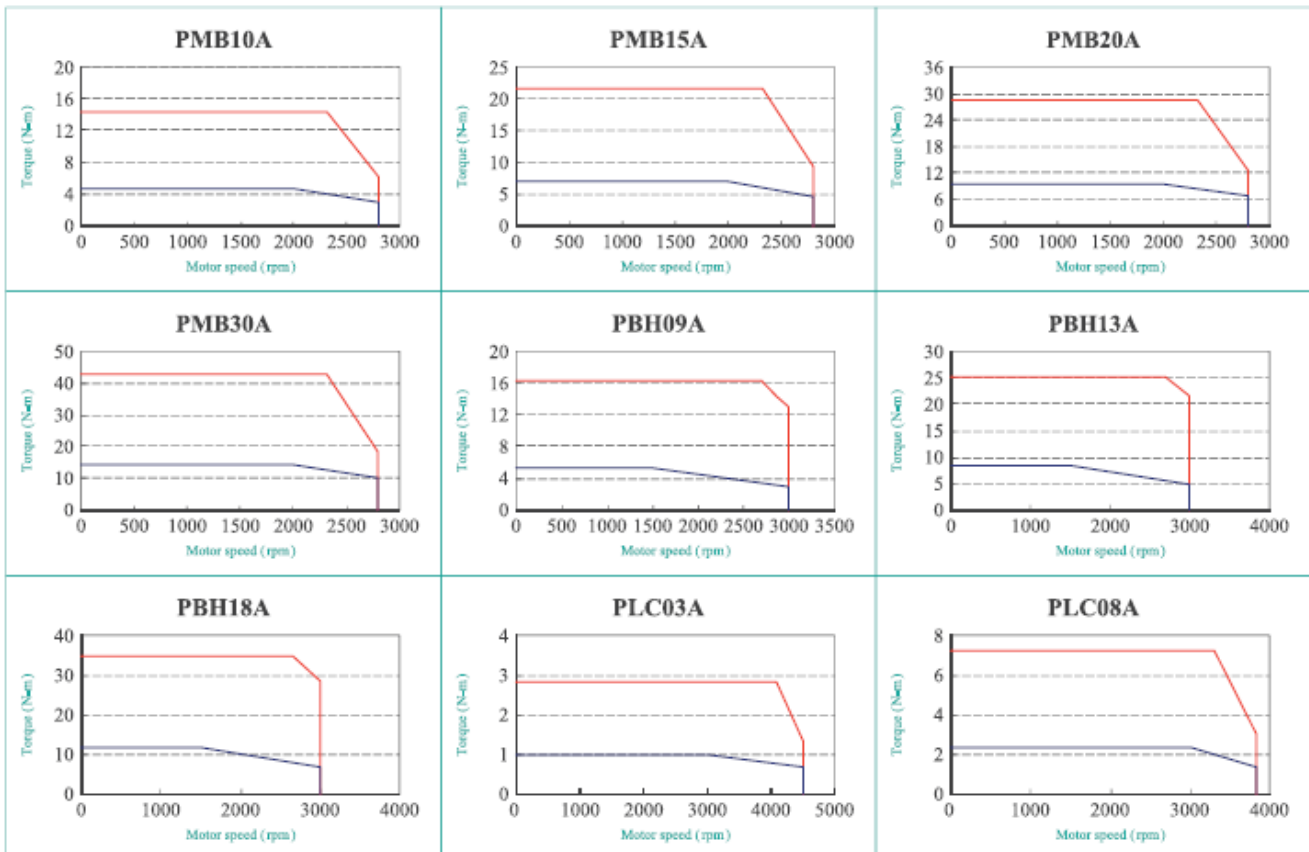 PMB10A
PMB15A
PMB20A
20
16
12
8
4
0
Torque (N-m)
0 500 1000 1500 2000 2500 3000
Motor speed (rpm)
25
20
15
10
5
0
Torque (N-m)
0 500 1000 1500 2000 2500 3000
Motor speed (rpm)
36
30
24
18
12
6
0
Torque (N-m)
0 500 1000 1500 2000 2500 3000
Motor speed (rpm)
PMB30A
PBH09A
PBH13A
50
40
30
20
10
0
Torque (N-m)
0 500 1000 1500 2000 2500 3000
Motor speed (rpm)
20
16
12
8
4
0
Torque (N-m)
0 500 1000 1500 2000 2500 3000 3500
Motor speed (rpm)
30
25
20
15
10
5
0
Torque (N-m)
0 1000 2000 3000 4000
Motor speed (rpm)
PBH18A
PLC03A
PLC08A
40
30
20
10
0
Torque (N-m)
0 1000 2000 3000 4000
Motor speed (rpm)
4
3
2
1
0
Torque (N-m)
0 1000 2000 3000 4000 5000
Motor speed (rpm)
8
6
4
2
0
Torque (N-m)
0 1000 2000 3000 4000
Motor speed (rpm)